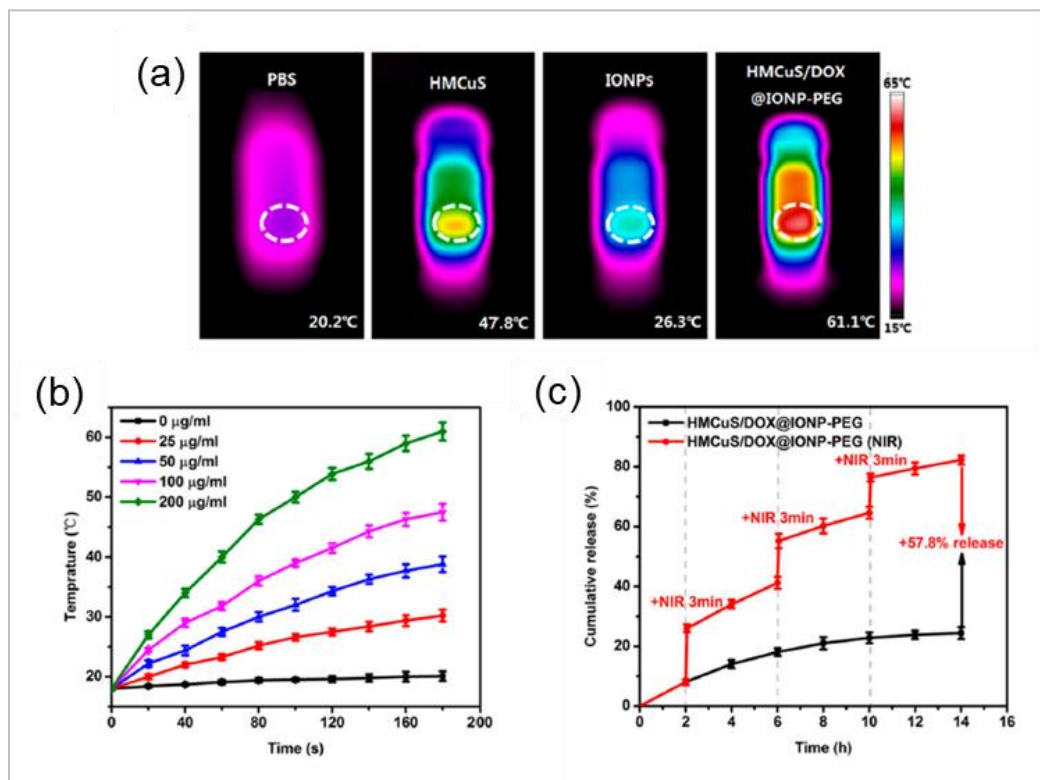 (a)
PBS
HMCuS
IONPs
HMCuS/DOX
@IONP-PEG
65℃
15℃
20.2℃
47.8℃
26.3℃
61.1℃
(b)
0 μg/ml
25 μg/ml
50 μg/ml
100 μg/ml
200 μg/ml
Temprature (℃)
60
50
40
30
20
0 40 80 120 160 200
Time (s)
(c)
HMCuS/DOX@IONP-PEG
HMCuS/DOX@IONP-PEG (NIR)
+NIR 3min
+NIR 3min
+NIR 3min
+57.8% release
Cumulative release (%)
100
80
60
40
20
0
0 2 4 6 8 10 12 14 16
Time (h)